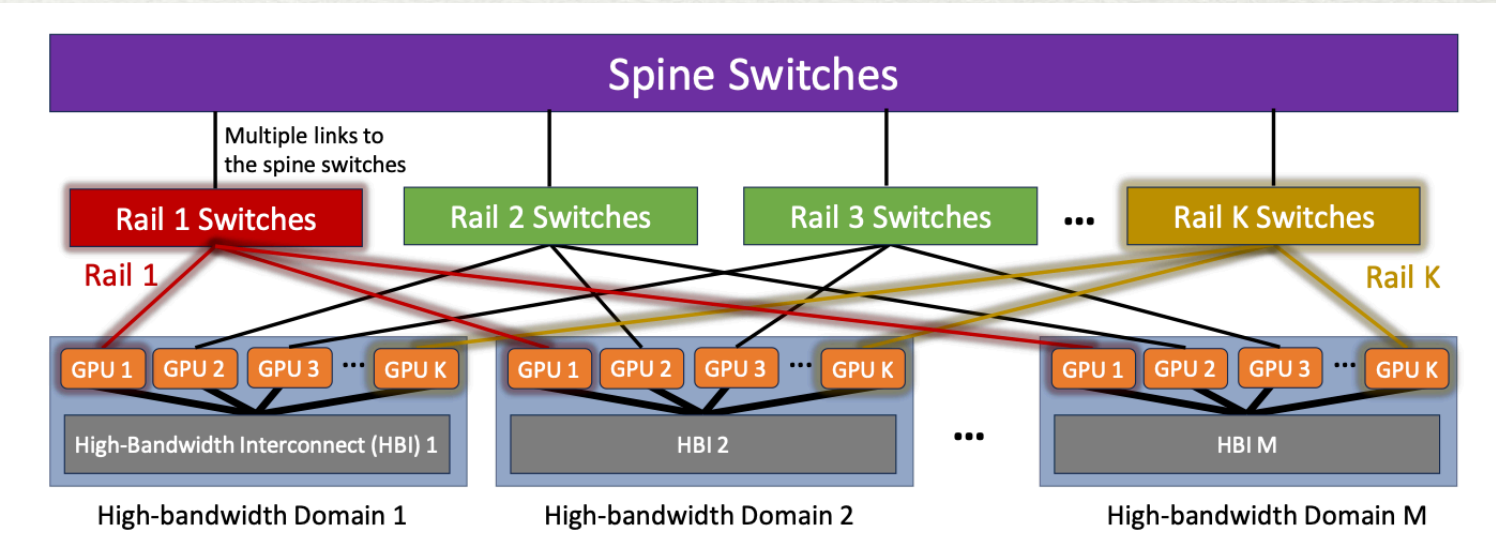 Spine Switches
Multiple links to
the spine switches
Rail 1 Switches
Rail 2 Switches
Rail 3 Switches
...
Rail K Switches
Rail 1
Rail K
GPU 1
GPU 2
GPU 3
...
GPU K
GPU 1
GPU 2
GPU 3
...
GPU K
GPU 1
GPU 2
GPU 3
...
GPU K
High-Bandwidth Interconnect (HBI) 1
HBI 2
...
HBI M
High-bandwidth Domain 1
High-bandwidth Domain 2
High-bandwidth Domain M